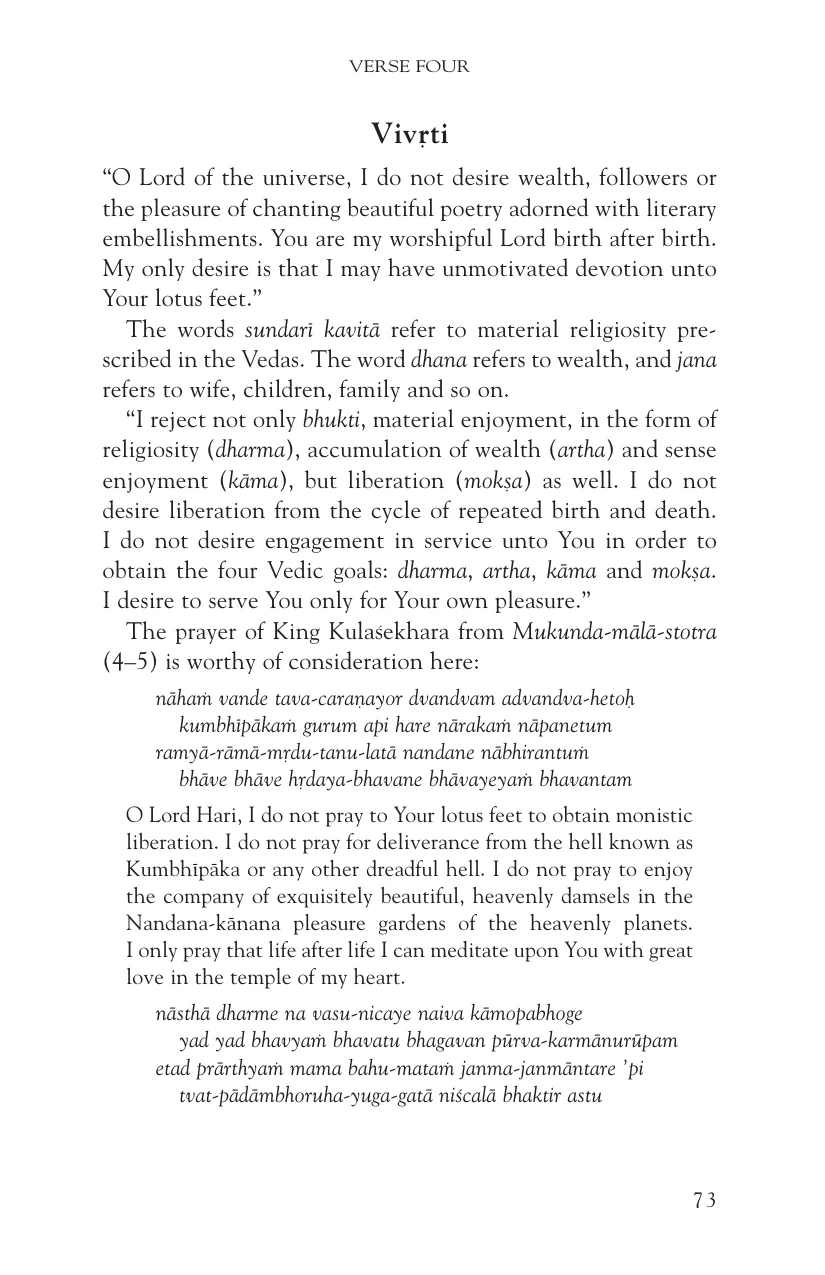 VERSE FOUR
Vivṛti
“O Lord of the universe, I do not desire wealth, followers or
the pleasure of chanting beautiful poetry adorned with literary
embellishments. You are my worshipful Lord birth after birth.
My only desire is that I may have unmotivated devotion unto
Your lotus feet.”
The words sundarī kavitā refer to material religiosity pre-
scribed in the Vedas. The word dhana refers to wealth, and jana
refers to wife, children, family and so on.
“I reject not only bhukti, material enjoyment, in the form of
religiosity (dharma), accumulation of wealth (artha) and sense
enjoyment (kāma), but liberation (mokṣa) as well. I do not
desire liberation from the cycle of repeated birth and death.
I do not desire engagement in service unto You in order to
obtain the four Vedic goals: dharma, artha, kāma and mokṣa.
I desire to serve You only for Your own pleasure.”
The prayer of King Kulaśekhara from Mukunda-mālā-stotra
(4–5) is worthy of consideration here:
nāhaṁ vande tava-caraṇayor dvandvam advandva-hetoḥ
kumbhīpākaṁ gurum api hare nārakaṁ nāpanetum
ramyā-rāmā-mṛdu-tanu-latā nandane nābhirantuṁ
bhāve bhāve hṛdaya-bhavane bhāvayeyaṁ bhavantam
O Lord Hari, I do not pray to Your lotus feet to obtain monistic
liberation. I do not pray for deliverance from the hell known as
Kumbhīpāka or any other dreadful hell. I do not pray to enjoy
the company of exquisitely beautiful, heavenly damsels in the
Nandana-kānana pleasure gardens of the heavenly planets.
I only pray that life after life I can meditate upon You with great
love in the temple of my heart.
nāsthā dharme na vasu-nicaye naiva kāmopabhoge
yad yad bhavyaṁ bhavatu bhagavan pūrva-karmānurūpam
etad prārthyaṁ mama bahu-mataṁ janma-janmāntare ’pi
tvat-pādāmbhoruha-yuga-gatā niścalā bhaktir astu
73